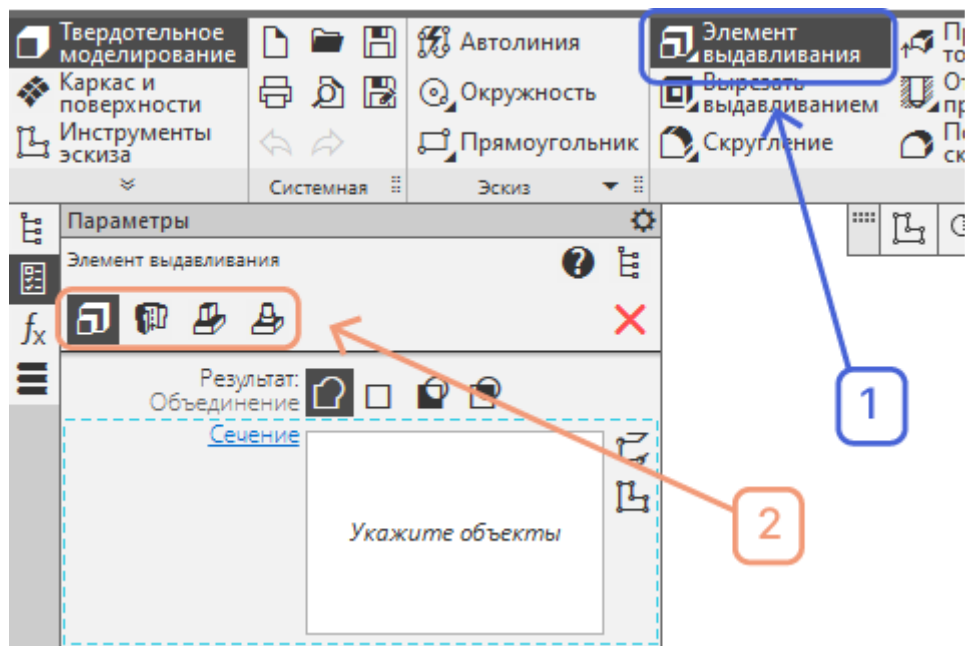 Твердотельное
моделирование
Автолиния
Элемент
выдавливания
Каркас и
поверхности
Окружность
Вырезать
выдавливанием
Инструменты
эскиза
Прямоугольник
Скругление
Системная
Эскиз
Параметры
Элемент выдавливания
fx
Результат:
Объединение
1
Сечение
Укажите объекты
2